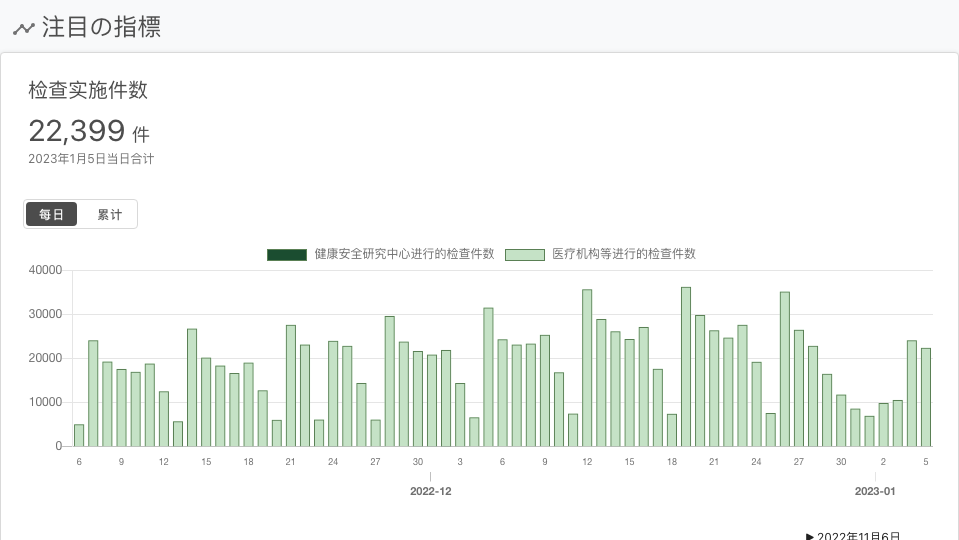 注目の指標
检查实施件数
22,399 件
2023年1月5日当日合计
每日 累计
健康安全研究中心进行的检查件数 医疗机构等进行的检查件数
40000
30000
20000
10000
0
6 9 12 15 18 21 24 27 30 3 6 9 12 15 18 21 24 27 30 2 5
2022-12 2023-01
▶ 2022年11月6日